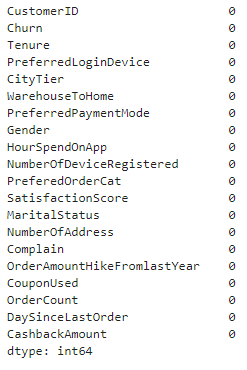 CustomerID 0
Churn 0
Tenure 0
PreferredLoginDevice 0
CityTier 0
WarehouseToHome 0
PreferredPaymentMode 0
Gender 0
HourSpendOnApp 0
NumberOfDeviceRegistered 0
PreferedOrderCat 0
SatisfactionScore 0
MaritalStatus 0
NumberOfAddress 0
Complain 0
OrderAmountHikeFromlastYear 0
CouponUsed 0
OrderCount 0
DaySinceLastOrder 0
CashbackAmount 0
dtype: int64